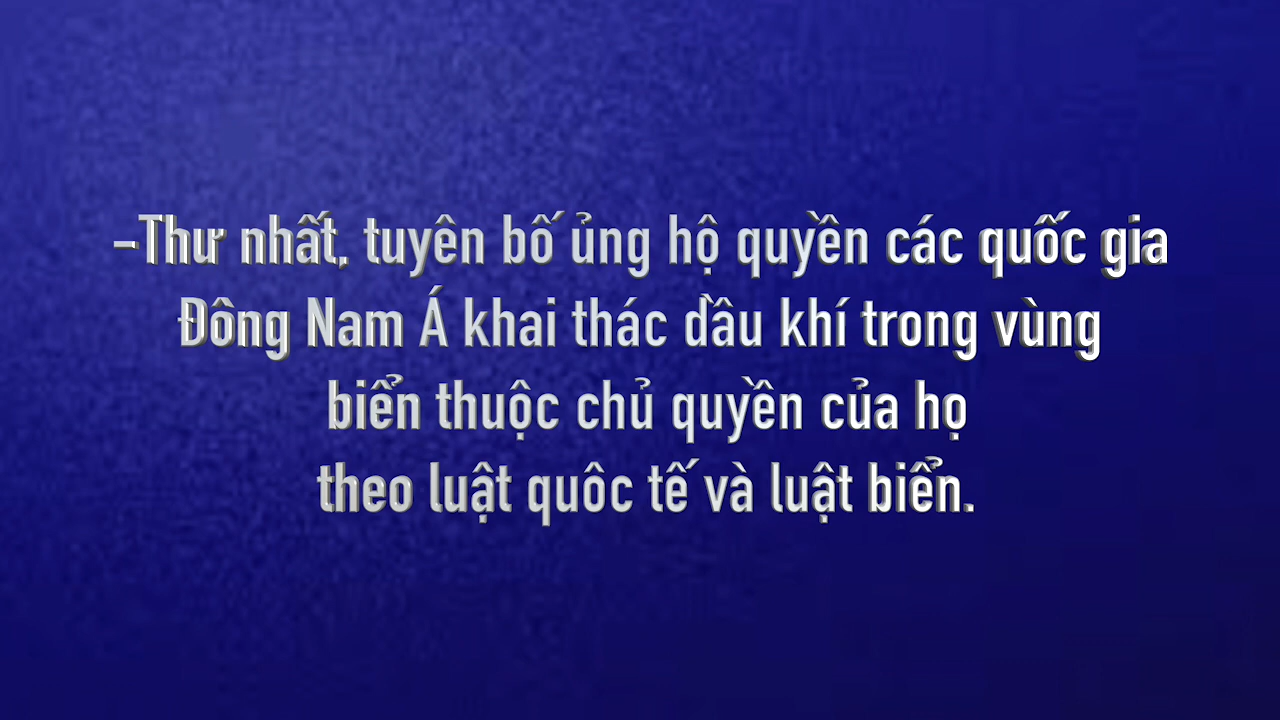 –Thư nhất, tuyên bố ủng hộ quyền các quốc gia
Đông Nam Á khai thác dầu khí trong vùng
biển thuộc chủ quyền của họ
theo luật quôc tế và luật biển.